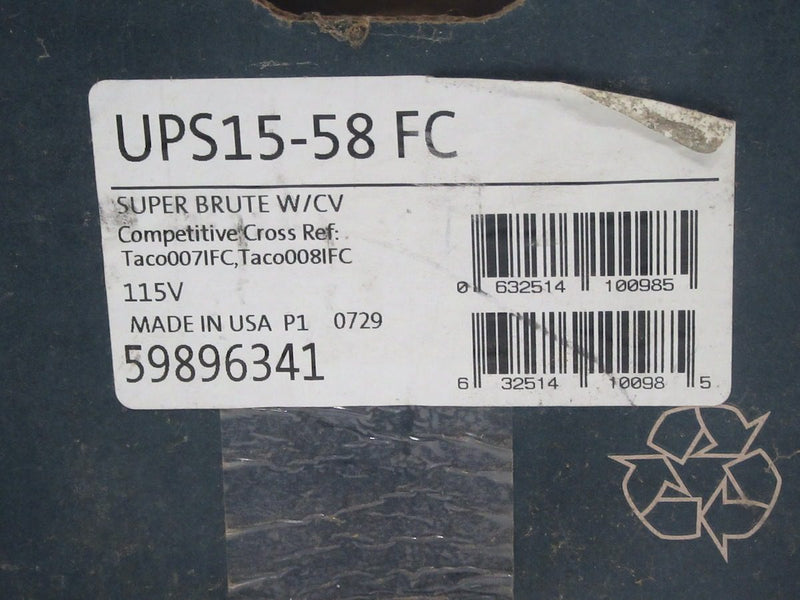 UPS15-58 FC
SUPER BRUTE W/CV
Competitive Cross Ref:
Taco007IFC,Taco008IFC
115V
MADE IN USA P1 0729
59896341
0 632514 100985
6 32514 10098 5